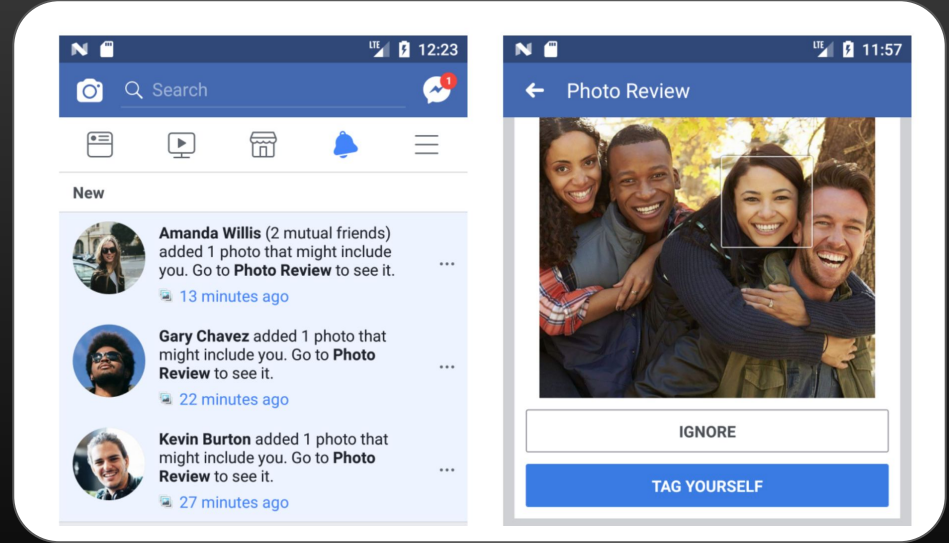 LTE 12:23
Search
1
New
Amanda Willis (2 mutual friends)
added 1 photo that might include
you. Go to Photo Review to see it.
13 minutes ago
Gary Chavez added 1 photo that
might include you. Go to Photo
Review to see it.
22 minutes ago
Kevin Burton added 1 photo that
might include you. Go to Photo
Review to see it.
27 minutes ago
LTE 11:57
Photo Review
IGNORE
TAG YOURSELF